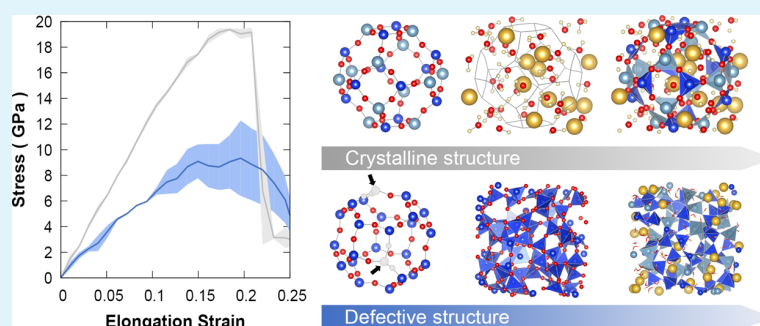 Stress ( GPa )
20
18
16
14
12
10
8
6
4
2
0
0 0.05 0.1 0.15 0.2 0.25
Elongation Strain
Crystalline structure
Defective structure